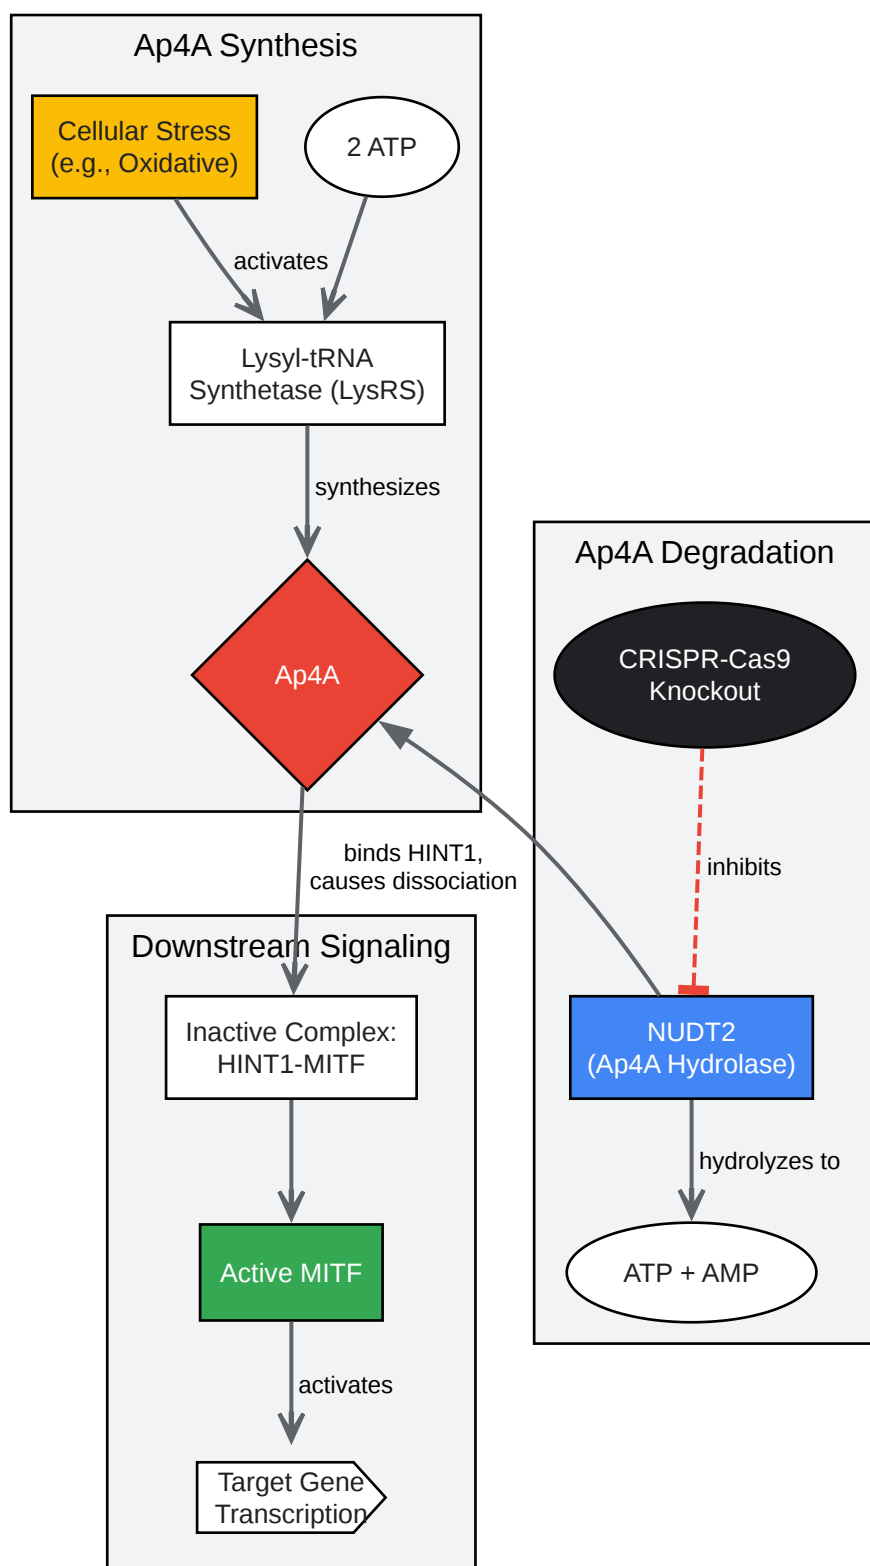 Ap4A Synthesis
Cellular Stress
(e.g., Oxidative)
2 ATP
activates
Lysyl-tRNA
Synthetase (LysRS)
synthesizes
Ap4A
binds HINT1,
causes dissociation
Ap4A Degradation
CRISPR-Cas9
Knockout
inhibits
NUDT2
(Ap4A Hydrolase)
hydrolyzes to
ATP + AMP
Downstream Signaling
Inactive Complex:
HINT1-MITF
Active MITF
activates
Target Gene
Transcription